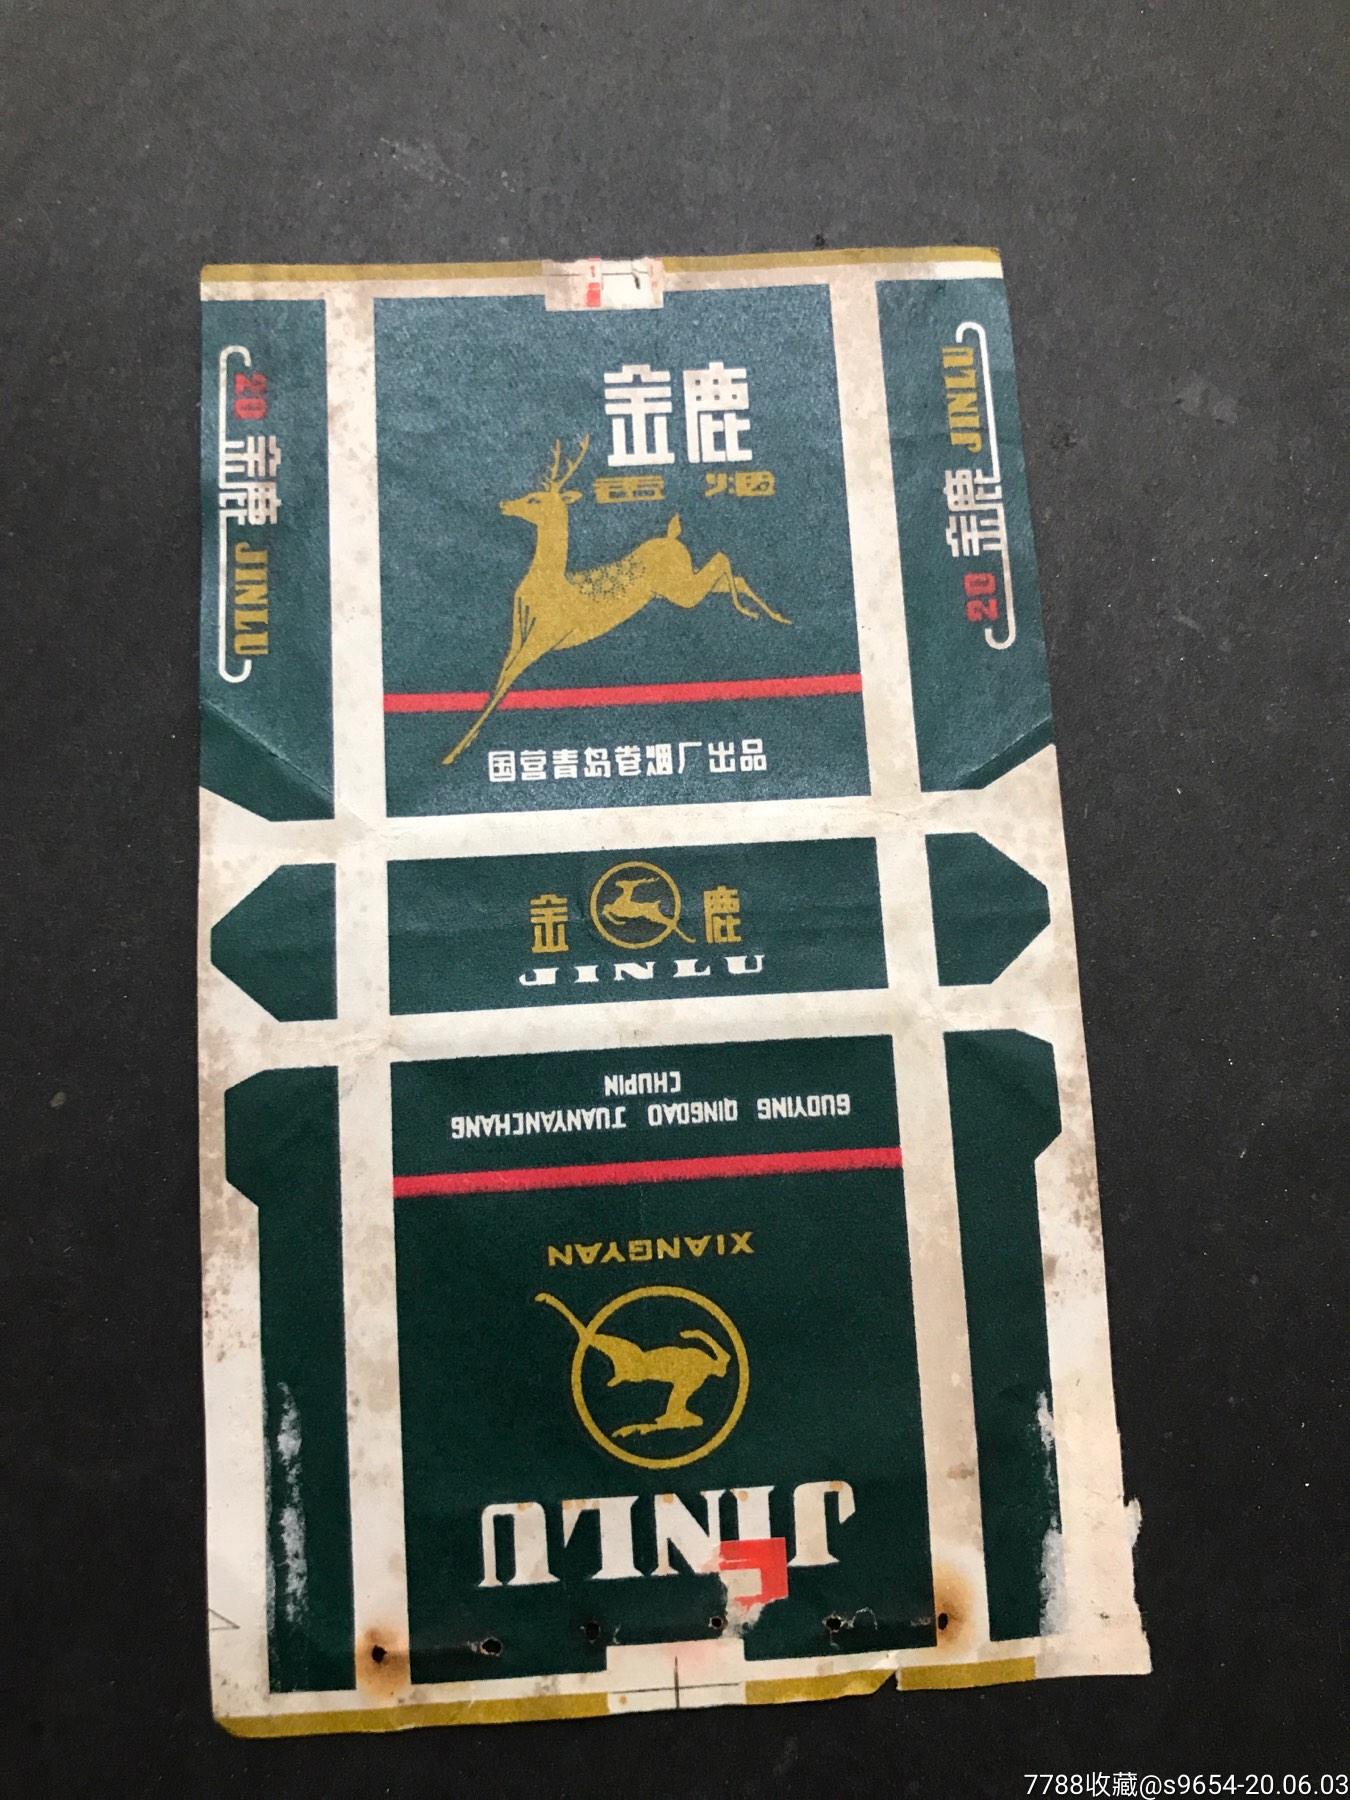 金鹿
香烟
国营青岛卷烟厂出品
20 金鹿 JINLU
20 金鹿 JINLU
金鹿
JINLU
JINLU
XIANGYAN
GUOYING QINGDAO JUANYANCHANG
CHUPIN
7788收藏@s9654-20.06.03